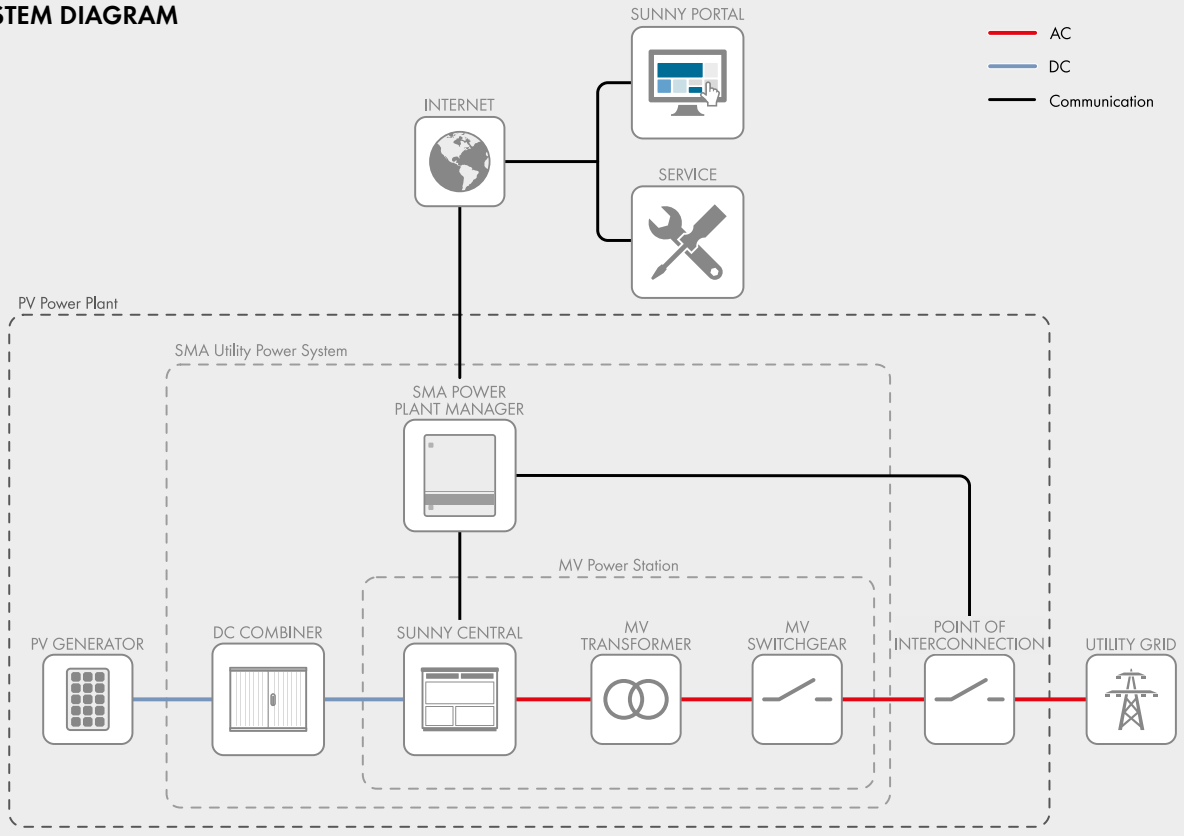 STEM DIAGRAM
SUNNY PORTAL
AC
DC
Communication
INTERNET
SERVICE
PV Power Plant
SMA Utility Power System
SMA POWER
PLANT MANAGER
MV Power Station
PV GENERATOR
DC COMBINER
SUNNY CENTRAL
MV
TRANSFORMER
MV
SWITCHGEAR
POINT OF
INTERCONNECTION
UTILITY GRID